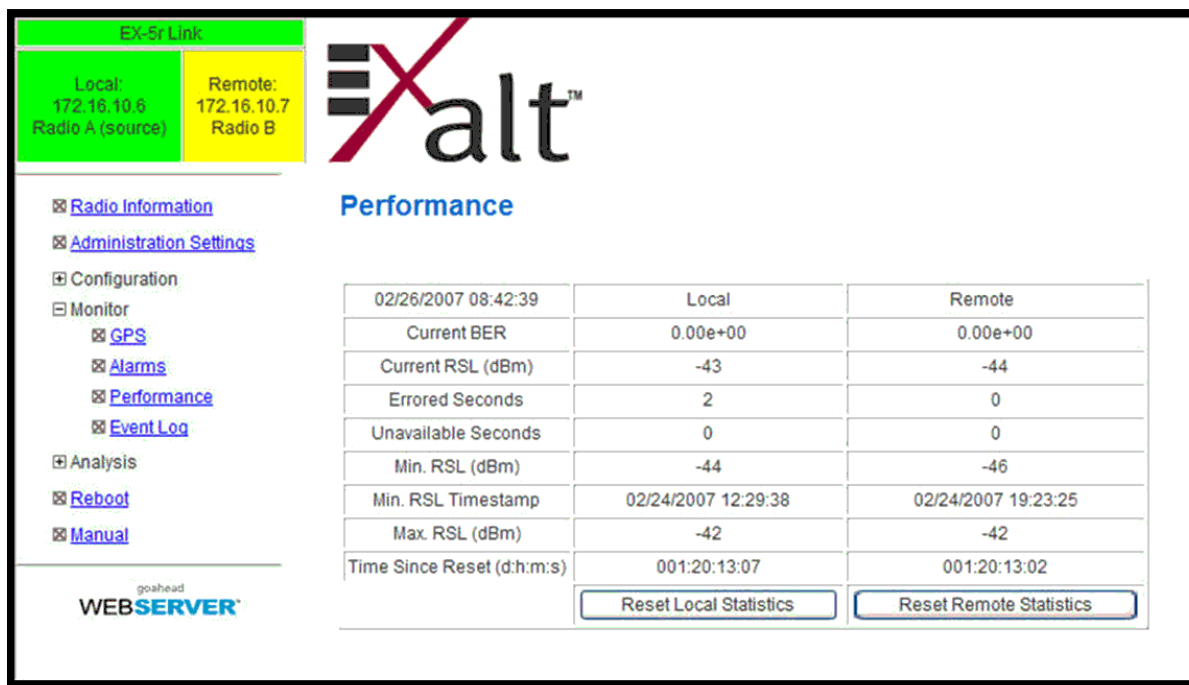 EX-5r Link
Local:
172.16.10.6
Radio A (source)
Remote:
172.16.10.7
Radio B
EXalt™
Radio Information
Administration Settings
Configuration
Monitor
GPS
Alarms
Performance
Event Log
Analysis
Reboot
Manual
goahead
WEBSERVER
Performance
02/26/2007 08:42:39 Local Remote
Current BER 0.00e+00 0.00e+00
Current RSL (dBm) -43 -44
Errored Seconds 2 0
Unavailable Seconds 0 0
Min. RSL (dBm) -44 -46
Min. RSL Timestamp 02/24/2007 12:29:38 02/24/2007 19:23:25
Max. RSL (dBm) -42 -42
Time Since Reset (d:h:m:s) 001:20:13:07 001:20:13:02
Reset Local Statistics Reset Remote Statistics